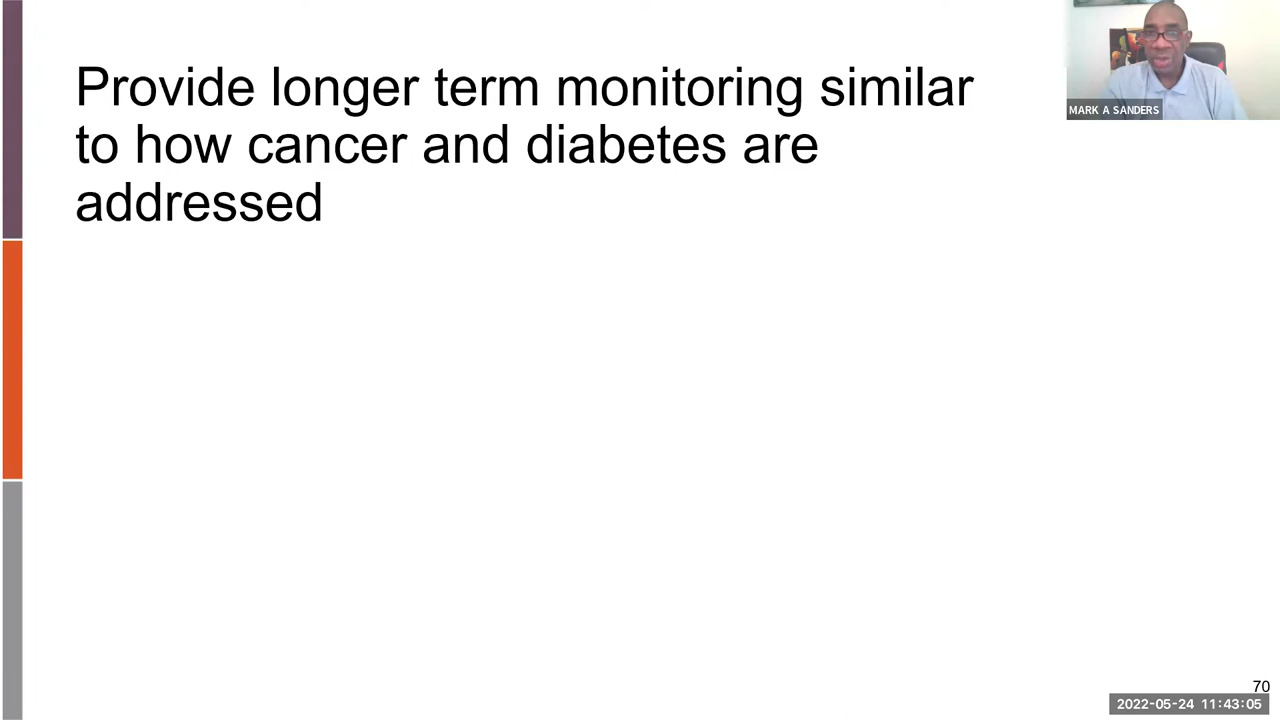 Provide longer term monitoring similar
to how cancer and diabetes are
addressed
MARK A SANDERS
70
2022-05-24 11:43:05